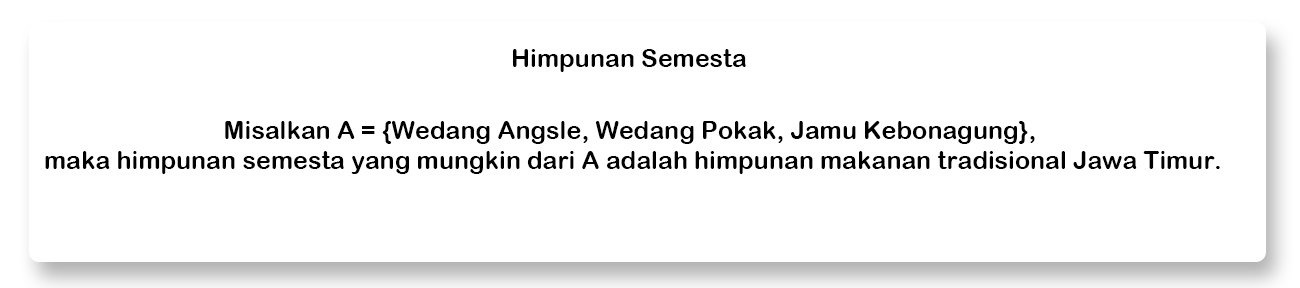 Himpunan Semesta
Misalkan A = {Wedang Angsle, Wedang Pokak, Jamu Kebonagung},
maka himpunan semesta yang mungkin dari A adalah himpunan makanan tradisional Jawa Timur.